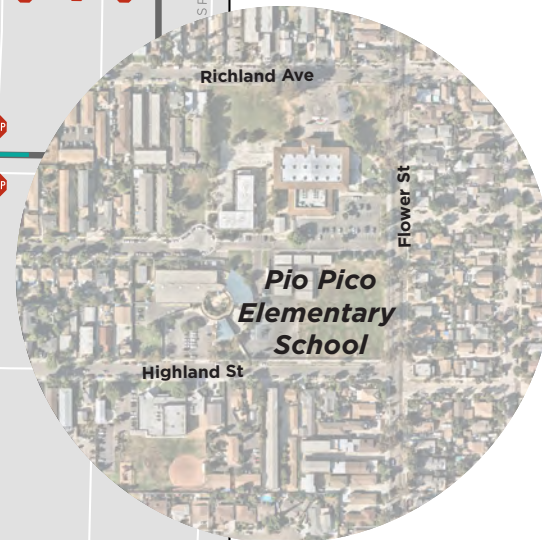 Richland Ave
Flower St
Pio Pico
Elementary
School
Highland St